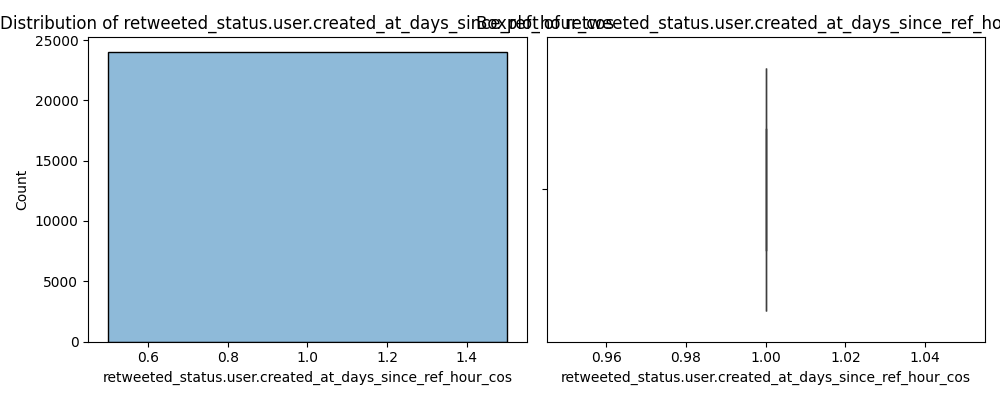 Distribution of retweeted_status.user.created_at_days_since_ref_hour_cos
Boxplot of retweeted_status.user.created_at_days_since_ref_ho
25000
20000
15000
10000
5000
0
Count
0.6 0.8 1.0 1.2 1.4
retweeted_status.user.created_at_days_since_ref_hour_cos
0.96 0.98 1.00 1.02 1.04
retweeted_status.user.created_at_days_since_ref_hour_cos